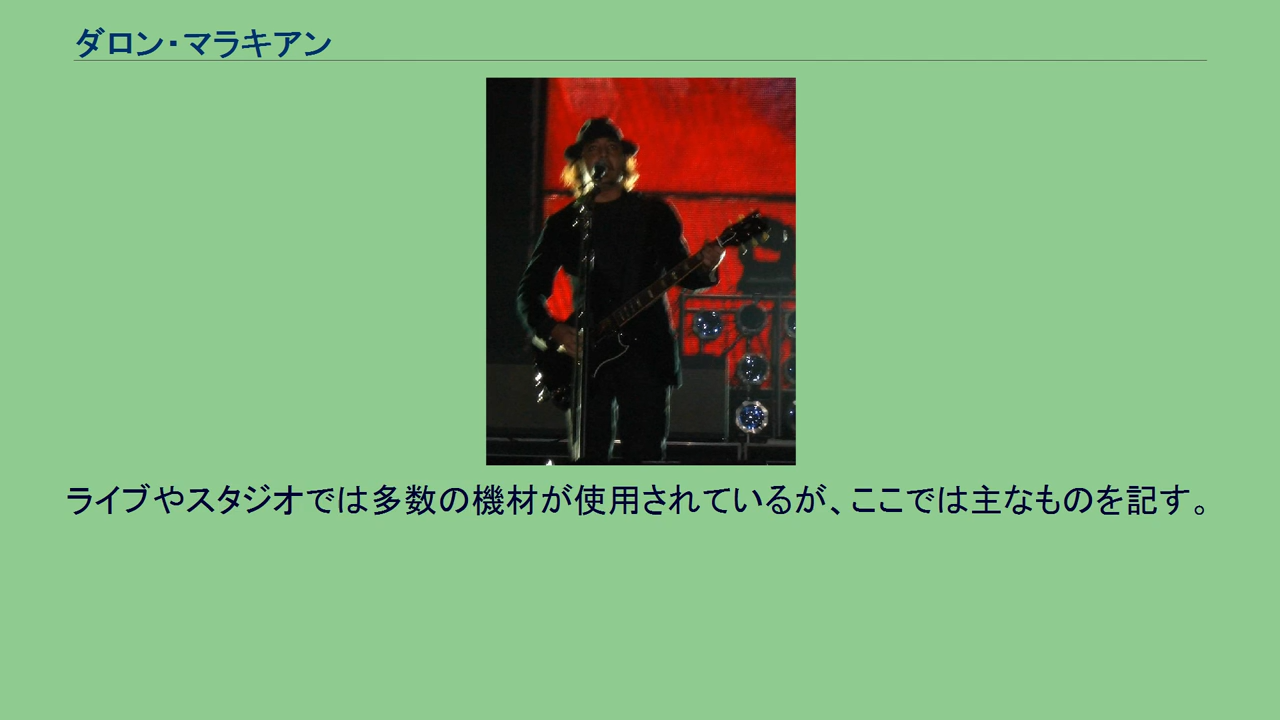 ダロン・マラキアン
ライブやスタジオでは多数の機材が使用されているが、ここでは主なものを記す。